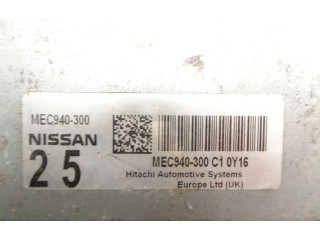 MEC940-300
NISSAN
25
MEC940-300 C1 0Y16
Hitachi Automotive Systems
Europe Ltd (UK)